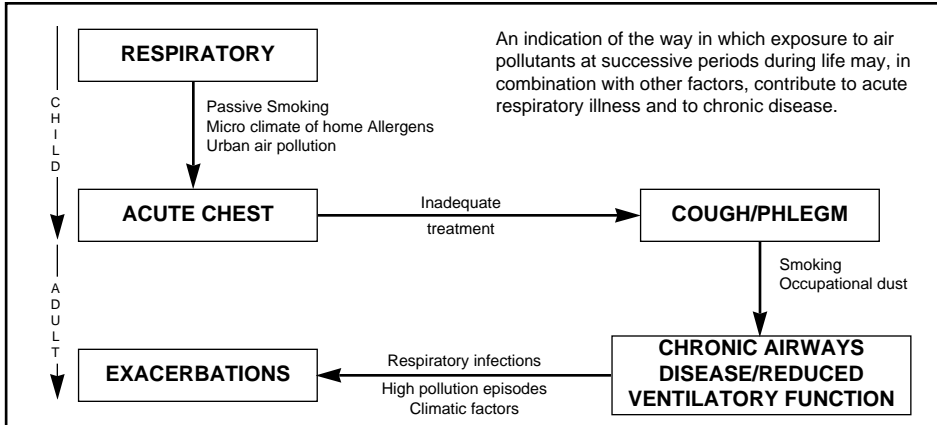 RESPIRATORY
An indication of the way in which exposure to air
pollutants at successive periods during life may, in
combination with other factors, contribute to acute
respiratory illness and to chronic disease.
CHILD
Passive Smoking
Micro climate of home Allergens
Urban air pollution
ACUTE CHEST
Inadequate
treatment
COUGH/PHLEGM
Smoking
Occupational dust
ADULT
CHRONIC AIRWAYS
DISEASE/REDUCED
VENTILATORY FUNCTION
Respiratory infections
High pollution episodes
Climatic factors
EXACERBATIONS